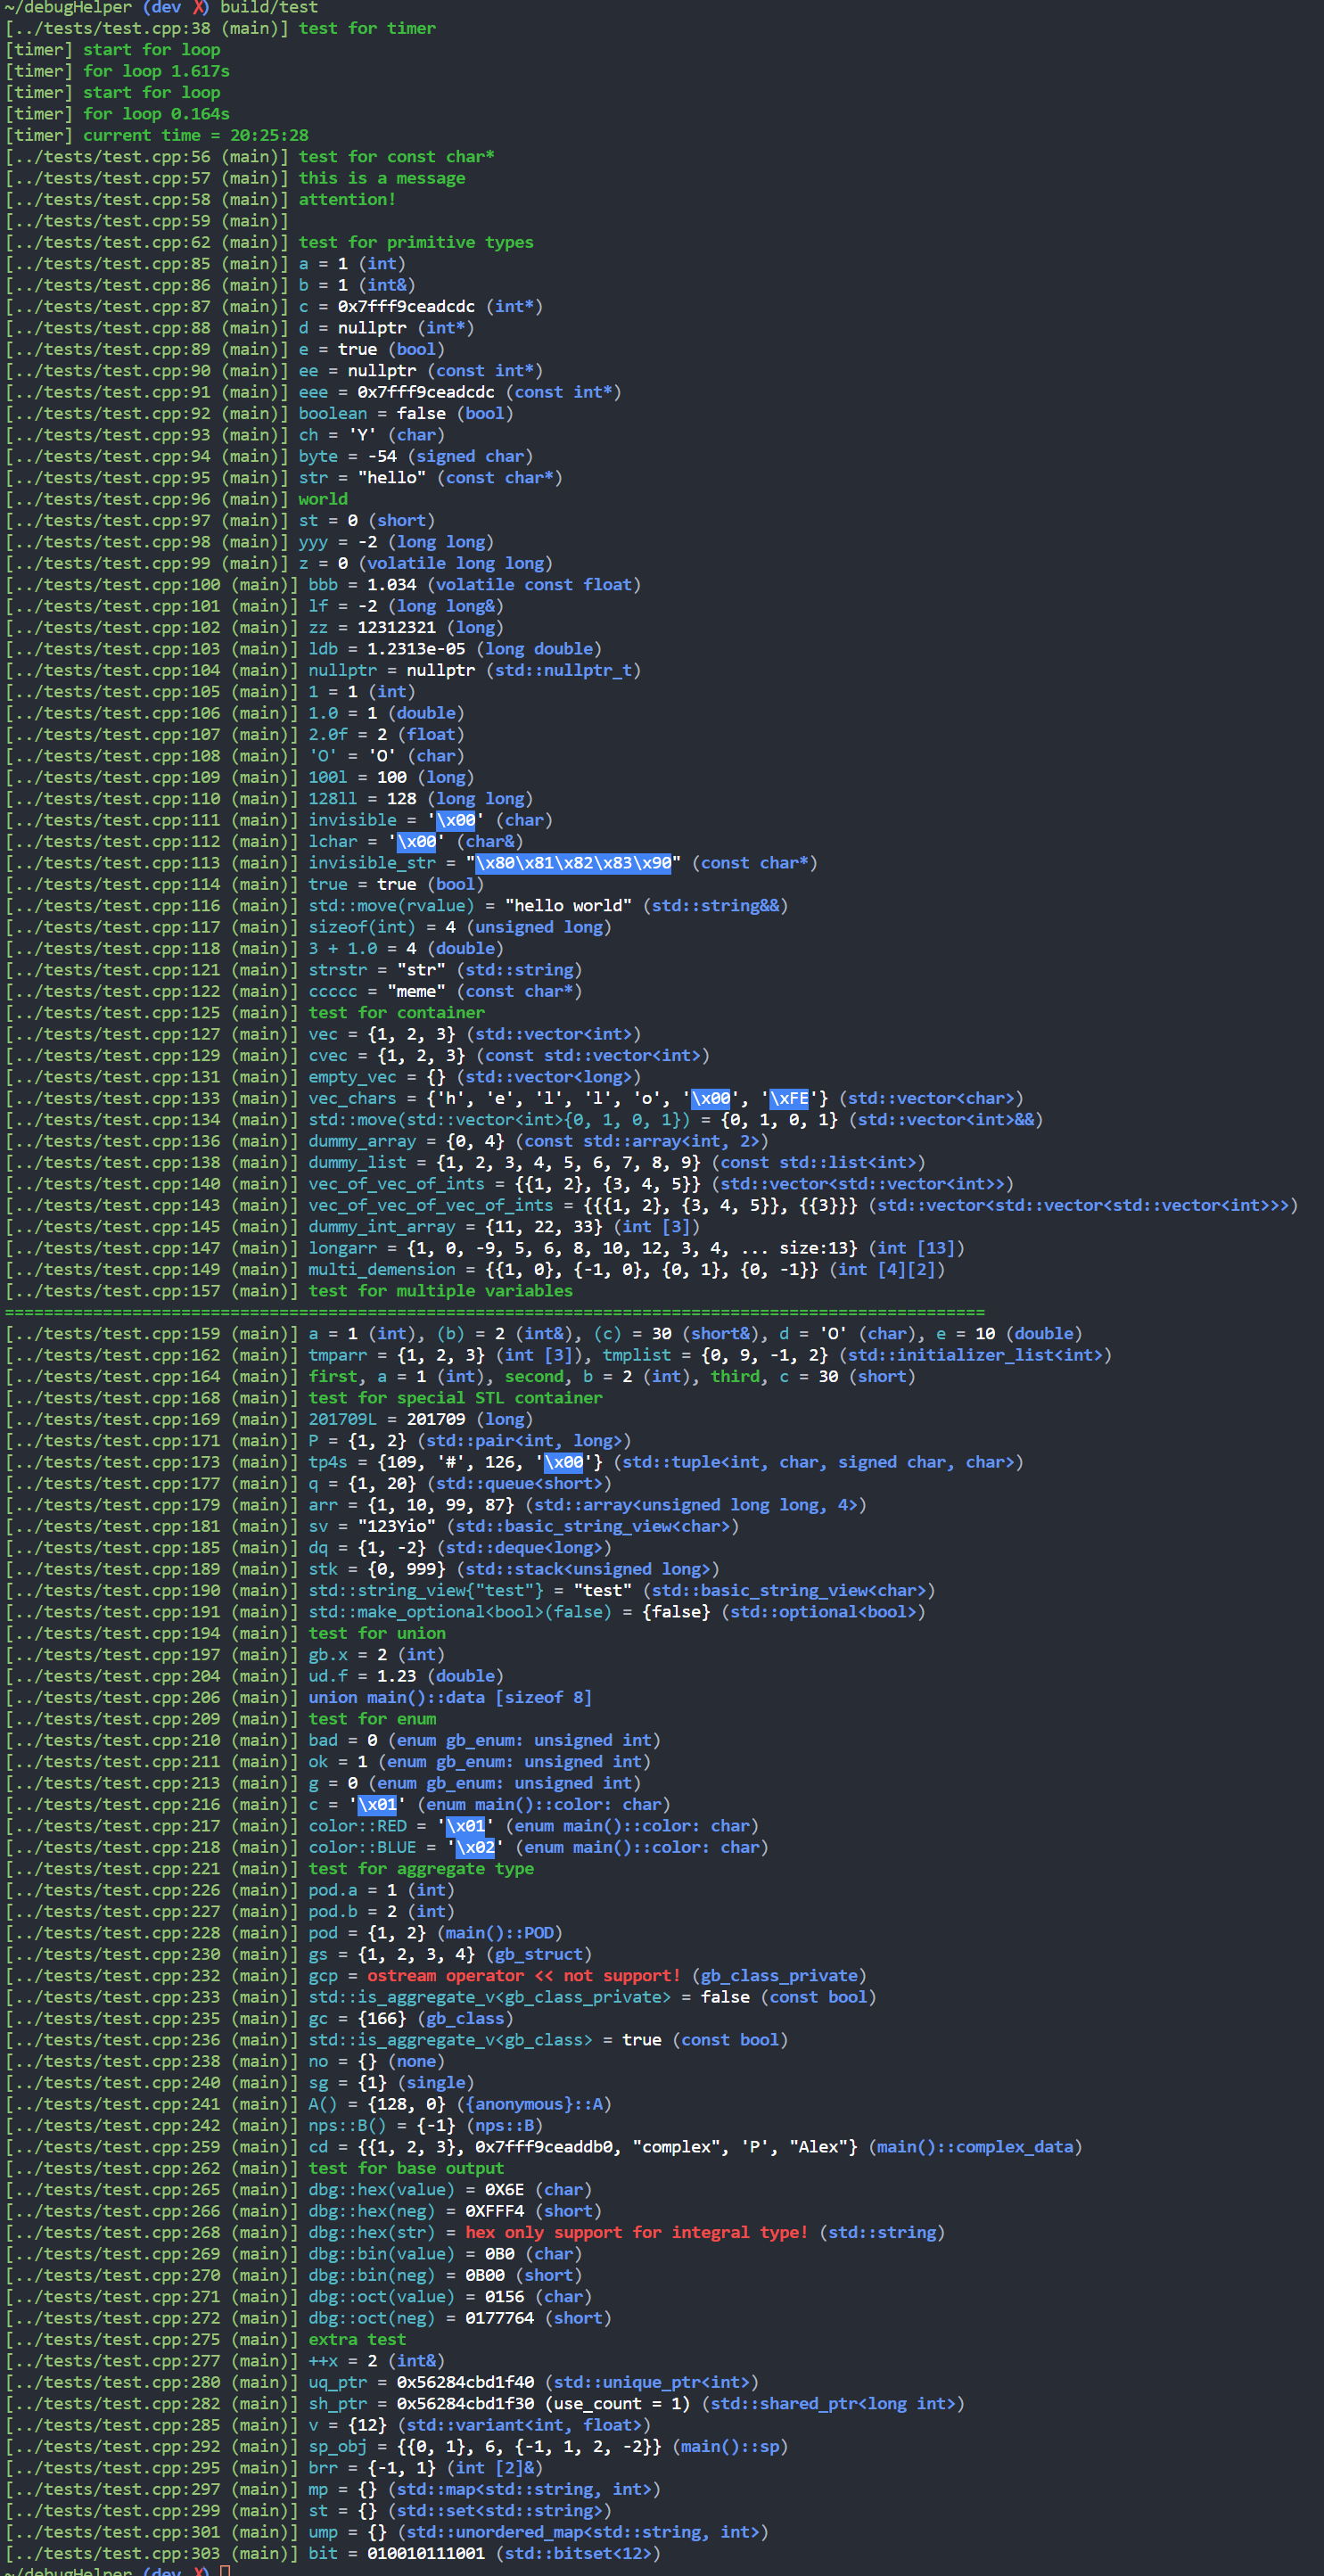 ~/debugHelper (dev ✗) build/test
[../tests/test.cpp:38 (main)] test for timer
[timer] start for loop
[timer] for loop 1.617s
[timer] start for loop
[timer] for loop 0.164s
[timer] current time = 20:25:28
[../tests/test.cpp:56 (main)] test for const char*
[../tests/test.cpp:57 (main)] this is a message
[../tests/test.cpp:58 (main)] attention!
[../tests/test.cpp:59 (main)]
[../tests/test.cpp:62 (main)] test for primitive types
[../tests/test.cpp:85 (main)] a = 1 (int)
[../tests/test.cpp:86 (main)] b = 1 (int&)
[../tests/test.cpp:87 (main)] c = 0x7fff9ceadcdc (int*)
[../tests/test.cpp:88 (main)] d = nullptr (int*)
[../tests/test.cpp:89 (main)] e = true (bool)
[../tests/test.cpp:90 (main)] ee = nullptr (const int*)
[../tests/test.cpp:91 (main)] eee = 0x7fff9ceadcdc (const int*)
[../tests/test.cpp:92 (main)] boolean = false (bool)
[../tests/test.cpp:93 (main)] ch = 'Y' (char)
[../tests/test.cpp:94 (main)] byte = -54 (signed char)
[../tests/test.cpp:95 (main)] str = "hello" (const char*)
[../tests/test.cpp:96 (main)] world
[../tests/test.cpp:97 (main)] st = 0 (short)
[../tests/test.cpp:98 (main)] yyy = -2 (long long)
[../tests/test.cpp:99 (main)] z = 0 (volatile long long)
[../tests/test.cpp:100 (main)] bbb = 1.034 (volatile const float)
[../tests/test.cpp:101 (main)] lf = -2 (long long&)
[../tests/test.cpp:102 (main)] zz = 12312321 (long)
[../tests/test.cpp:103 (main)] ldb = 1.2313e-05 (long double)
[../tests/test.cpp:104 (main)] nullptr = nullptr (std::nullptr_t)
[../tests/test.cpp:105 (main)] 1 = 1 (int)
[../tests/test.cpp:106 (main)] 1.0 = 1 (double)
[../tests/test.cpp:107 (main)] 2.0f = 2 (float)
[../tests/test.cpp:108 (main)] 'O' = 'O' (char)
[../tests/test.cpp:109 (main)] 100l = 100 (long)
[../tests/test.cpp:110 (main)] 128ll = 128 (long long)
[../tests/test.cpp:111 (main)] invisible = '\x00' (char)
[../tests/test.cpp:112 (main)] lchar = '\x00' (char&)
[../tests/test.cpp:113 (main)] invisible_str = "\x80\x81\x82\x83\x90" (const char*)
[../tests/test.cpp:114 (main)] true = true (bool)
[../tests/test.cpp:116 (main)] std::move(rvalue) = "hello world" (std::string&&)
[../tests/test.cpp:117 (main)] sizeof(int) = 4 (unsigned long)
[../tests/test.cpp:118 (main)] 3 + 1.0 = 4 (double)
[../tests/test.cpp:121 (main)] strstr = "str" (std::string)
[../tests/test.cpp:122 (main)] ccccc = "meme" (const char*)
[../tests/test.cpp:125 (main)] test for container
[../tests/test.cpp:127 (main)] vec = {1, 2, 3} (std::vector<int>)
[../tests/test.cpp:129 (main)] cvec = {1, 2, 3} (const std::vector<int>)
[../tests/test.cpp:131 (main)] empty_vec = {} (std::vector<long>)
[../tests/test.cpp:133 (main)] vec_chars = {'h', 'e', 'l', 'l', 'o', '\x00', '\xFE'} (std::vector<char>)
[../tests/test.cpp:134 (main)] std::move(std::vector<int>{0, 1, 0, 1}) = {0, 1, 0, 1} (std::vector<int>&&)
[../tests/test.cpp:136 (main)] dummy_array = {0, 4} (const std::array<int, 2>)
[../tests/test.cpp:138 (main)] dummy_list = {1, 2, 3, 4, 5, 6, 7, 8, 9} (const std::list<int>)
[../tests/test.cpp:140 (main)] vec_of_vec_of_ints = {{1, 2}, {3, 4, 5}} (std::vector<std::vector<int>>)
[../tests/test.cpp:143 (main)] vec_of_vec_of_vec_of_ints = {{{1, 2}, {3, 4, 5}}, {{3}}} (std::vector<std::vector<std::vector<int>>>)
[../tests/test.cpp:145 (main)] dummy_int_array = {11, 22, 33} (int [3])
[../tests/test.cpp:147 (main)] longarr = {1, 0, -9, 5, 6, 8, 10, 12, 3, 4, ... size:13} (int [13])
[../tests/test.cpp:149 (main)] multi_demension = {{1, 0}, {-1, 0}, {0, 1}, {0, -1}} (int [4][2])
[../tests/test.cpp:157 (main)] test for multiple variables
====================================================================================================
[../tests/test.cpp:159 (main)] a = 1 (int), (b) = 2 (int&), (c) = 30 (short&), d = 'O' (char), e = 10 (double)
[../tests/test.cpp:162 (main)] tmparr = {1, 2, 3} (int [3]), tmplist = {0, 9, -1, 2} (std::initializer_list<int>)
[../tests/test.cpp:164 (main)] first, a = 1 (int), second, b = 2 (int), third, c = 30 (short)
[../tests/test.cpp:168 (main)] test for special STL container
[../tests/test.cpp:169 (main)] 201709L = 201709 (long)
[../tests/test.cpp:171 (main)] P = {1, 2} (std::pair<int, long>)
[../tests/test.cpp:173 (main)] tp4s = {109, '#', 126, '\x00'} (std::tuple<int, char, signed char, char>)
[../tests/test.cpp:177 (main)] q = {1, 20} (std::queue<short>)
[../tests/test.cpp:179 (main)] arr = {1, 10, 99, 87} (std::array<unsigned long long, 4>)
[../tests/test.cpp:181 (main)] sv = "123Yio" (std::basic_string_view<char>)
[../tests/test.cpp:185 (main)] dq = {1, -2} (std::deque<long>)
[../tests/test.cpp:189 (main)] stk = {0, 999} (std::stack<unsigned long>)
[../tests/test.cpp:190 (main)] std::string_view{"test"} = "test" (std::basic_string_view<char>)
[../tests/test.cpp:191 (main)] std::make_optional<bool>(false) = {false} (std::optional<bool>)
[../tests/test.cpp:194 (main)] test for union
[../tests/test.cpp:197 (main)] gb.x = 2 (int)
[../tests/test.cpp:204 (main)] ud.f = 1.23 (double)
[../tests/test.cpp:206 (main)] union main()::data [sizeof 8]
[../tests/test.cpp:209 (main)] test for enum
[../tests/test.cpp:210 (main)] bad = 0 (enum gb_enum: unsigned int)
[../tests/test.cpp:211 (main)] ok = 1 (enum gb_enum: unsigned int)
[../tests/test.cpp:213 (main)] g = 0 (enum gb_enum: unsigned int)
[../tests/test.cpp:216 (main)] c = '\x01' (enum main()::color: char)
[../tests/test.cpp:217 (main)] color::RED = '\x01' (enum main()::color: char)
[../tests/test.cpp:218 (main)] color::BLUE = '\x02' (enum main()::color: char)
[../tests/test.cpp:221 (main)] test for aggregate type
[../tests/test.cpp:226 (main)] pod.a = 1 (int)
[../tests/test.cpp:227 (main)] pod.b = 2 (int)
[../tests/test.cpp:228 (main)] pod = {1, 2} (main()::POD)
[../tests/test.cpp:230 (main)] gs = {1, 2, 3, 4} (gb_struct)
[../tests/test.cpp:232 (main)] gcp = ostream operator << not support! (gb_class_private)
[../tests/test.cpp:233 (main)] std::is_aggregate_v<gb_class_private> = false (const bool)
[../tests/test.cpp:235 (main)] gc = {166} (gb_class)
[../tests/test.cpp:236 (main)] std::is_aggregate_v<gb_class> = true (const bool)
[../tests/test.cpp:238 (main)] no = {} (none)
[../tests/test.cpp:240 (main)] sg = {1} (single)
[../tests/test.cpp:241 (main)] A() = {128, 0} ({anonymous}::A)
[../tests/test.cpp:242 (main)] nps::B() = {-1} (nps::B)
[../tests/test.cpp:259 (main)] cd = {{1, 2, 3}, 0x7fff9ceaddb0, "complex", 'P', "Alex"} (main()::complex_data)
[../tests/test.cpp:262 (main)] test for base output
[../tests/test.cpp:265 (main)] dbg::hex(value) = 0X6E (char)
[../tests/test.cpp:266 (main)] dbg::hex(neg) = 0XFFF4 (short)
[../tests/test.cpp:268 (main)] dbg::hex(str) = hex only support for integral type! (std::string)
[../tests/test.cpp:269 (main)] dbg::bin(value) = 0B0 (char)
[../tests/test.cpp:270 (main)] dbg::bin(neg) = 0B00 (short)
[../tests/test.cpp:271 (main)] dbg::oct(value) = 0156 (char)
[../tests/test.cpp:272 (main)] dbg::oct(neg) = 0177764 (short)
[../tests/test.cpp:275 (main)] extra test
[../tests/test.cpp:277 (main)] ++x = 2 (int&)
[../tests/test.cpp:280 (main)] uq_ptr = 0x56284cbd1f40 (std::unique_ptr<int>)
[../tests/test.cpp:282 (main)] sh_ptr = 0x56284cbd1f30 (use_count = 1) (std::shared_ptr<long int>)
[../tests/test.cpp:285 (main)] v = {12} (std::variant<int, float>)
[../tests/test.cpp:292 (main)] sp_obj = {{0, 1}, 6, {-1, 1, 2, -2}} (main()::sp)
[../tests/test.cpp:295 (main)] brr = {-1, 1} (int [2]&)
[../tests/test.cpp:297 (main)] mp = {} (std::map<std::string, int>)
[../tests/test.cpp:299 (main)] st = {} (std::set<std::string>)
[../tests/test.cpp:301 (main)] ump = {} (std::unordered_map<std::string, int>)
[../tests/test.cpp:303 (main)] bit = 010010111001 (std::bitset<12>)
~/debugHelper (dev ✗)